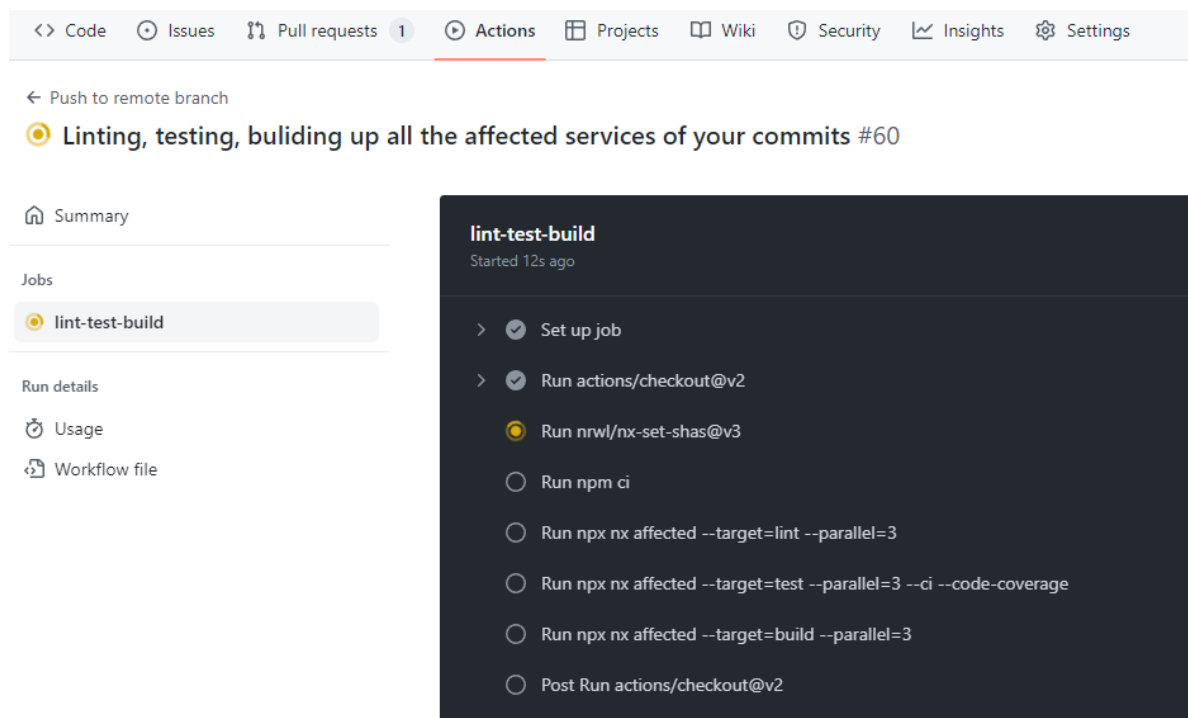 Code Issues Pull requests 1 Actions Projects Wiki Security Insights Settings
Push to remote branch
Linting, testing, buliding up all the affected services of your commits #60
Summary
Jobs
lint-test-build
Run details
Usage
Workflow file
lint-test-build
Started 12s ago
Set up job
Run actions/checkout@v2
Run nrwl/nx-set-shas@v3
Run npm ci
Run npx nx affected --target=lint --parallel=3
Run npx nx affected --target=test --parallel=3 --ci --code-coverage
Run npx nx affected --target=build --parallel=3
Post Run actions/checkout@v2